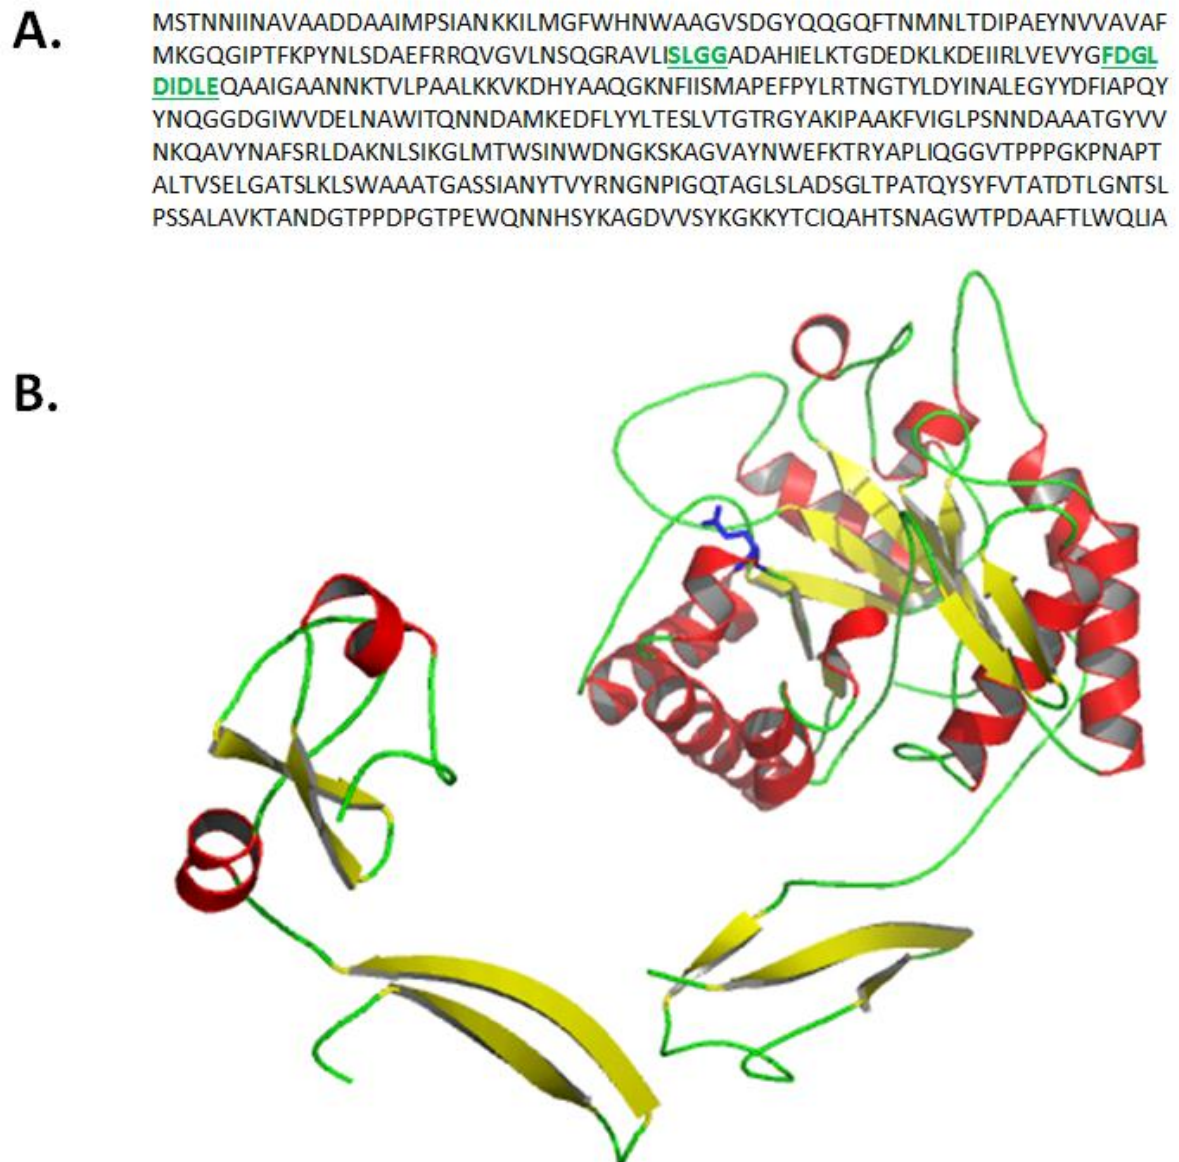 A.
MSTNNIINAVAADDAAIMPSIANKKILMGFWHNWAAGVSDGYQQGQFTNMNLTDIPAEYNVVAVAF
MKGQGIPTFKPYNLSDAEFRRQVGVLNSQGRAVLISLGGADAHIELKTGDEDKLKDEIIRLVEVYGFDGL
DIDLEQAAIGAANNKTVLPAALKKVKDHYAAQGKNFIISMAPEFPYLRTNGTYLDYINALEGYYDFIAPQY
YNQGGDGIWVDELNAWITQNNDAMKEDFLYYLTESLVTGTRGYAKIPAAKFVIGLPSNNDAAATGYVV
NKQAVYNAFSRLDAKNLSIKGLMTWSINWDNGKSKAGVAYNWEFKTRYAPLIQGGVTPPPGKPNAPT
ALTVSELGATSLKLSWAAATGASSIANYTVYRNGNPIGQTAGLSLADSGLTPATQYSYFVTATDTLGNTSL
PSSALAVKTANDGTPPDPGTPEWQNNHSYKAGDVVSYKGKKYTCIQAHTSNAGWTPDAAFTLWQLIA
B.